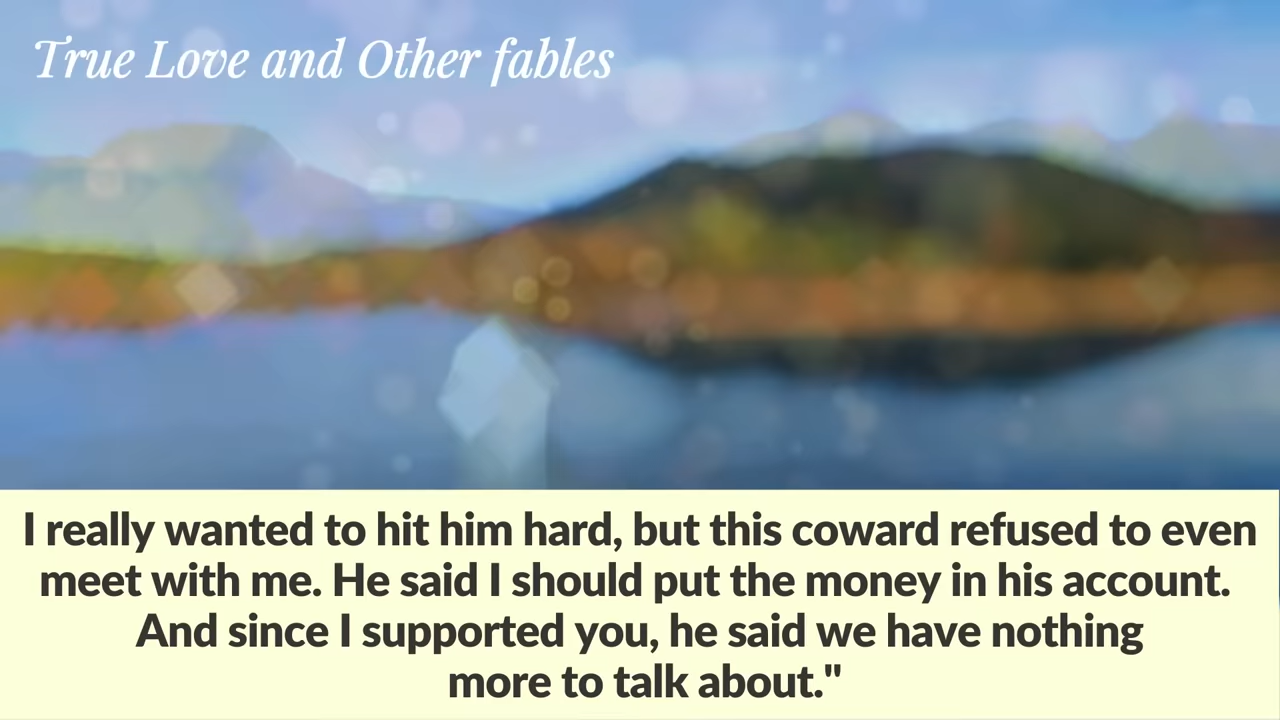 True Love and Other fables
I really wanted to hit him hard, but this coward refused to even
meet with me. He said I should put the money in his account.
And since I supported you, he said we have nothing
more to talk about."